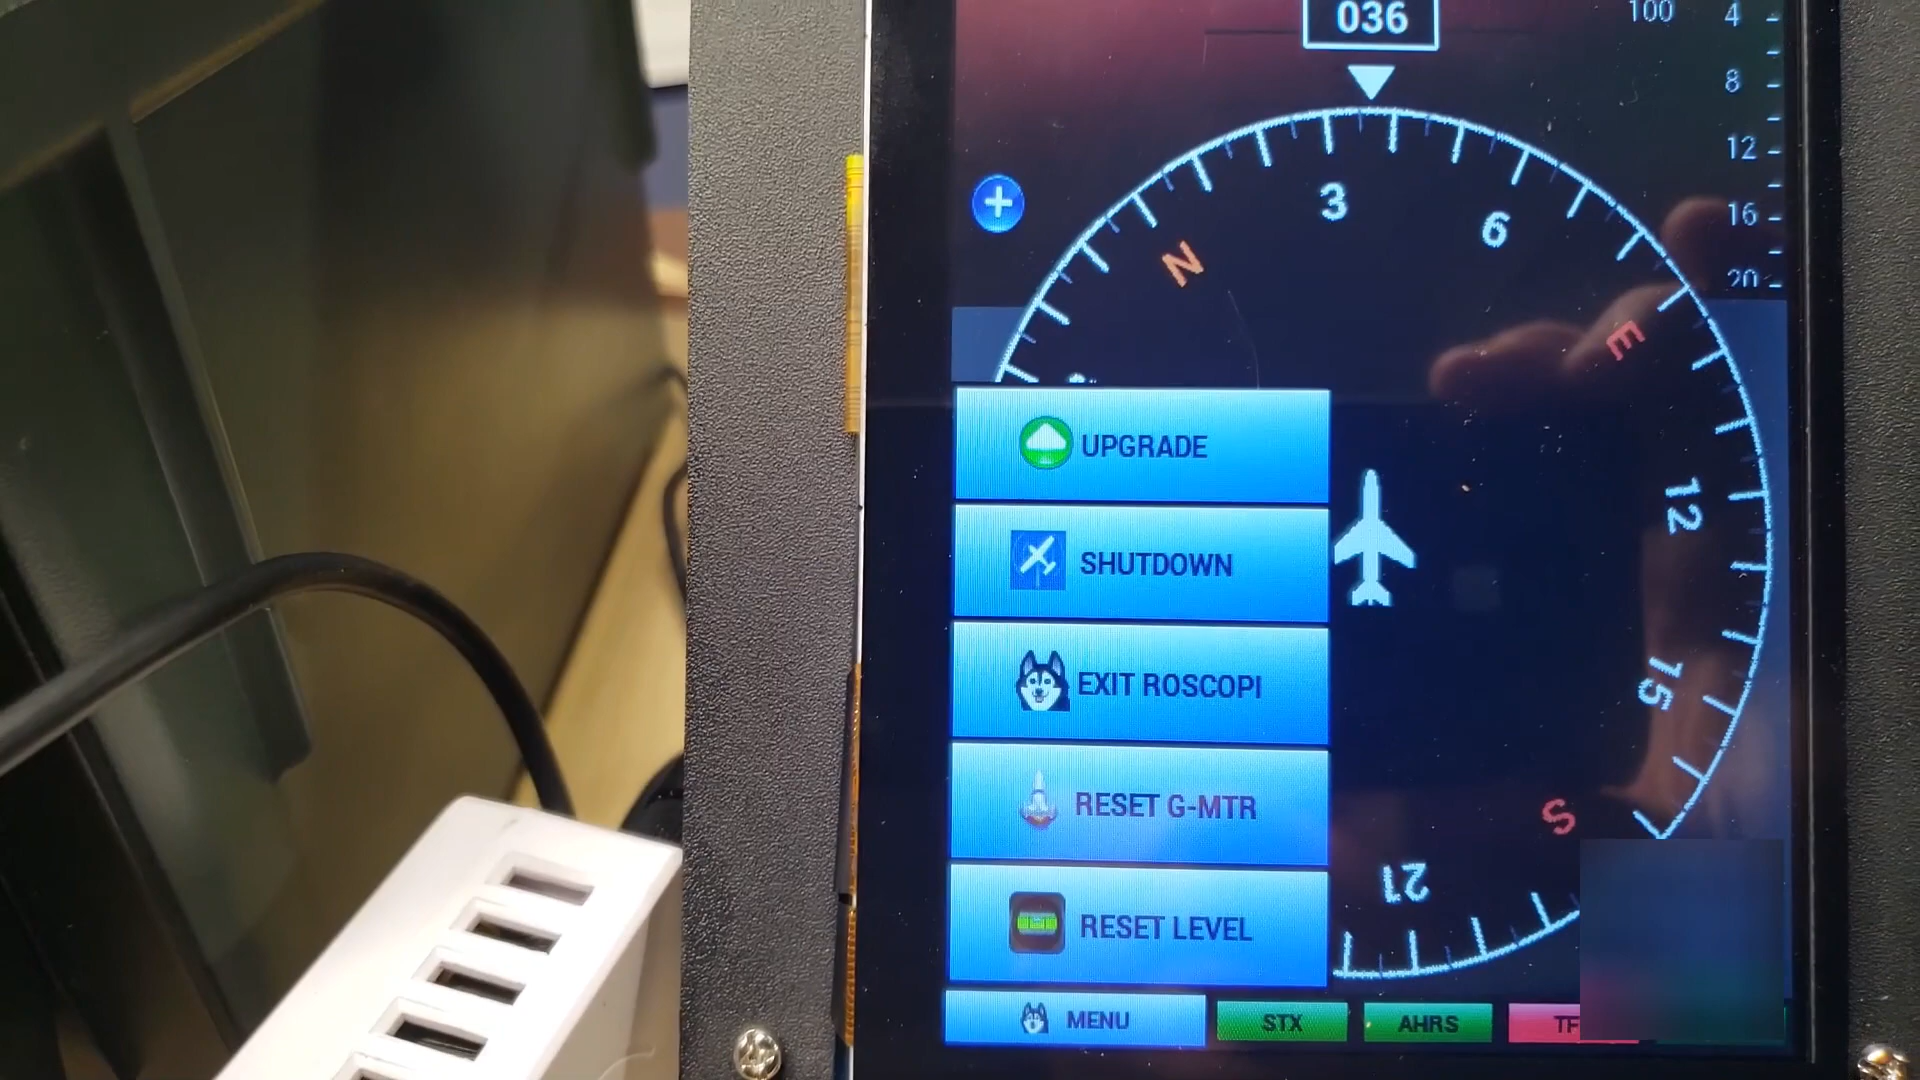 036
100 4
8
12
16
20
3
6
N
E
12
15
S
21
UPGRADE
SHUTDOWN
EXIT ROSCOPI
RESET G-MTR
RESET LEVEL
MENU
STX
AHRS